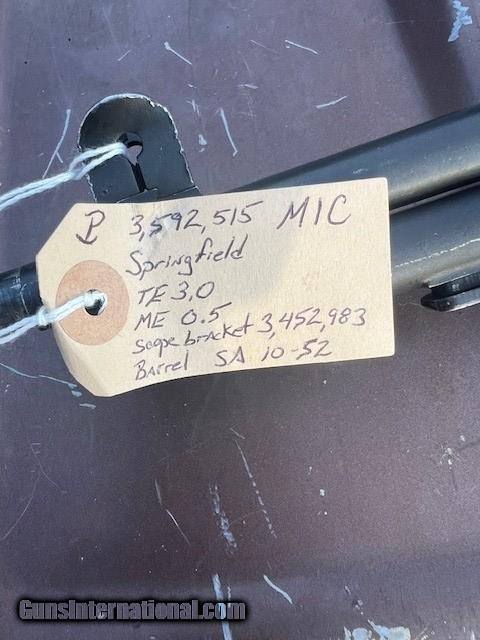 P 3,592,515 M1C
Springfield
TE 3.0
ME 0.5
scope bracket 3,452,983
Barrel SA 10-52
GunsInternational.com